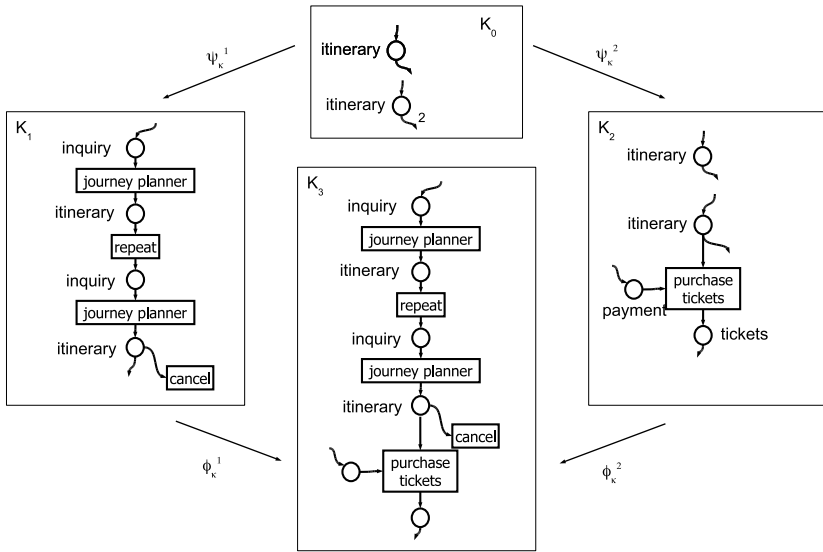 K0
itinerary
itinerary
2
ψκ1
ψκ2
K1
inquiry
journey planner
itinerary
repeat
inquiry
journey planner
itinerary
cancel
K3
inquiry
journey planner
itinerary
repeat
inquiry
journey planner
itinerary
cancel
purchase
tickets
K2
itinerary
itinerary
purchase
tickets
payment
tickets
ϕκ1
ϕκ2